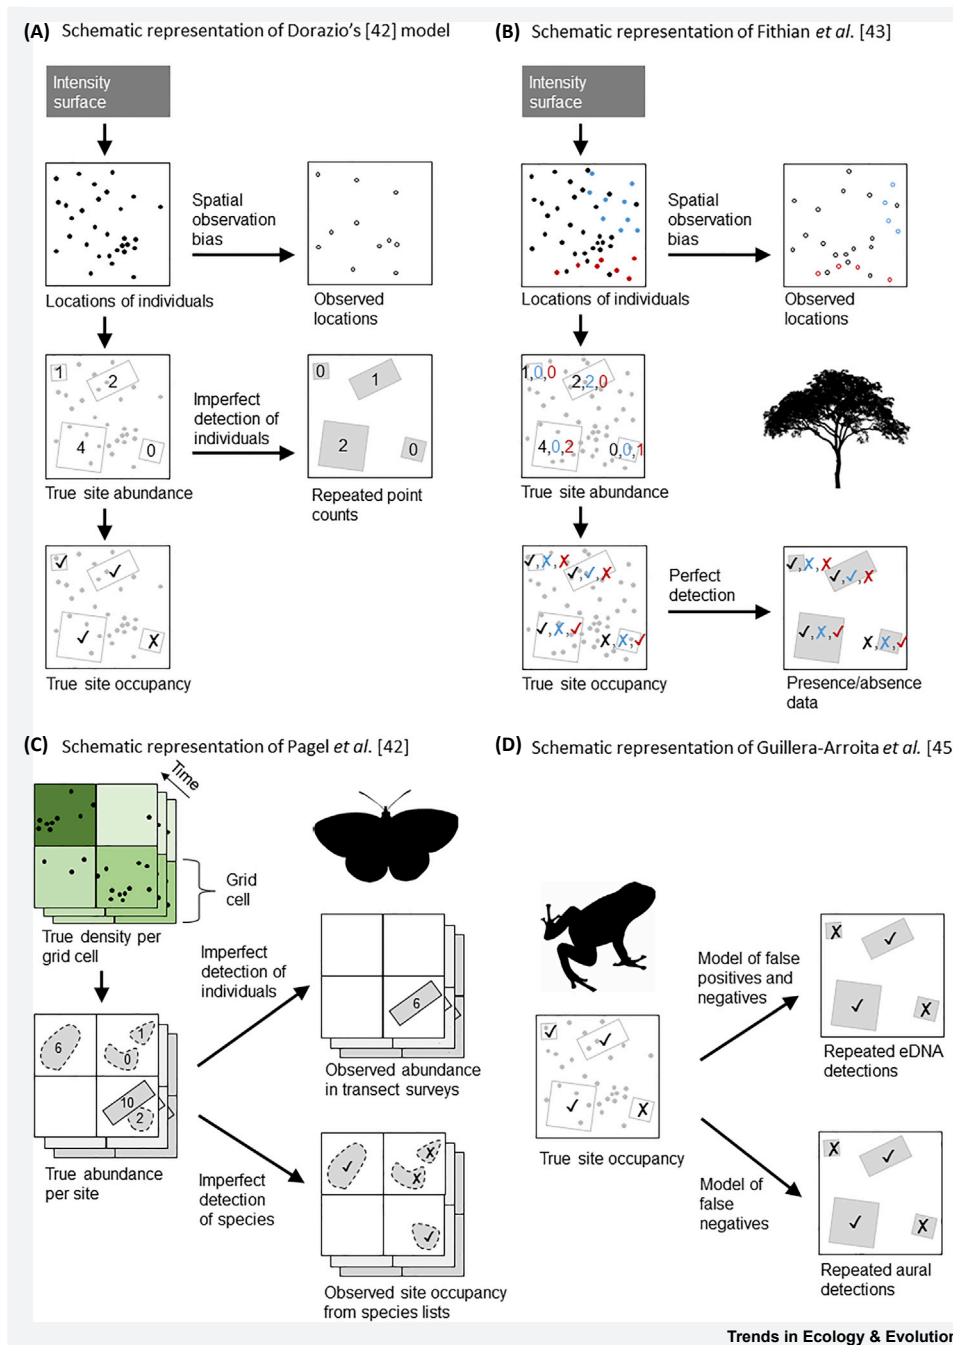 (A) Schematic representation of Dorazio's [42] model
Intensity
surface
Spatial
observation
bias
Locations of individuals
Observed
locations
1
2
4
0
Imperfect
detection of
individuals
0
1
2
0
True site abundance
Repeated point
counts
✓
✓
✓
✗
True site occupancy
(B) Schematic representation of Fithian et al. [43]
Intensity
surface
Spatial
observation
bias
Locations of individuals
Observed
locations
1,0,0
2,2,0
4,0,2
0,0,1
True site abundance
✓,✗,✗
✓,✓,✗
✓,✗,✓
✗,✗,✓
Perfect
detection
✓,✗,✗
✓,✓,✗
✓,✗,✓
✗,✗,✓
True site occupancy
Presence/absence
data
(C) Schematic representation of Pagel et al. [42]
Time
Grid
cell
True density per
grid cell
Imperfect
detection of
individuals
6
Observed abundance
in transect surveys
6
1
0
10
2
True abundance
per site
Imperfect
detection
of species
✓
✗
✗
✓
Observed site occupancy
from species lists
(D) Schematic representation of Guillera-Arroita et al. [45
Model of false
positives and
negatives
✗
✓
✓
✗
Repeated eDNA
detections
✓
✓
✓
✗
True site occupancy
Model of
false
negatives
✗
✓
✓
✗
Repeated aural
detections
Trends in Ecology & Evolution